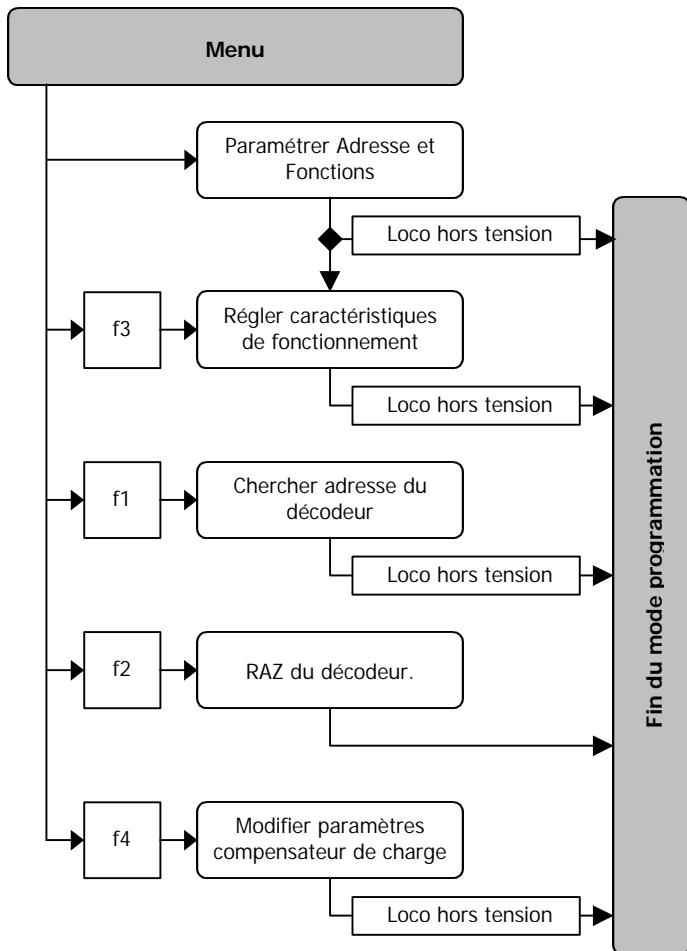 Menu
Paramétrer Adresse et
Fonctions
Loco hors tension
f3
Régler caractéristiques
de fonctionnement
Loco hors tension
f1
Chercher adresse du
décodeur
Loco hors tension
f2
RAZ du décodeur.
f4
Modifier paramètres
compensateur de charge
Loco hors tension
Fin du mode programmation